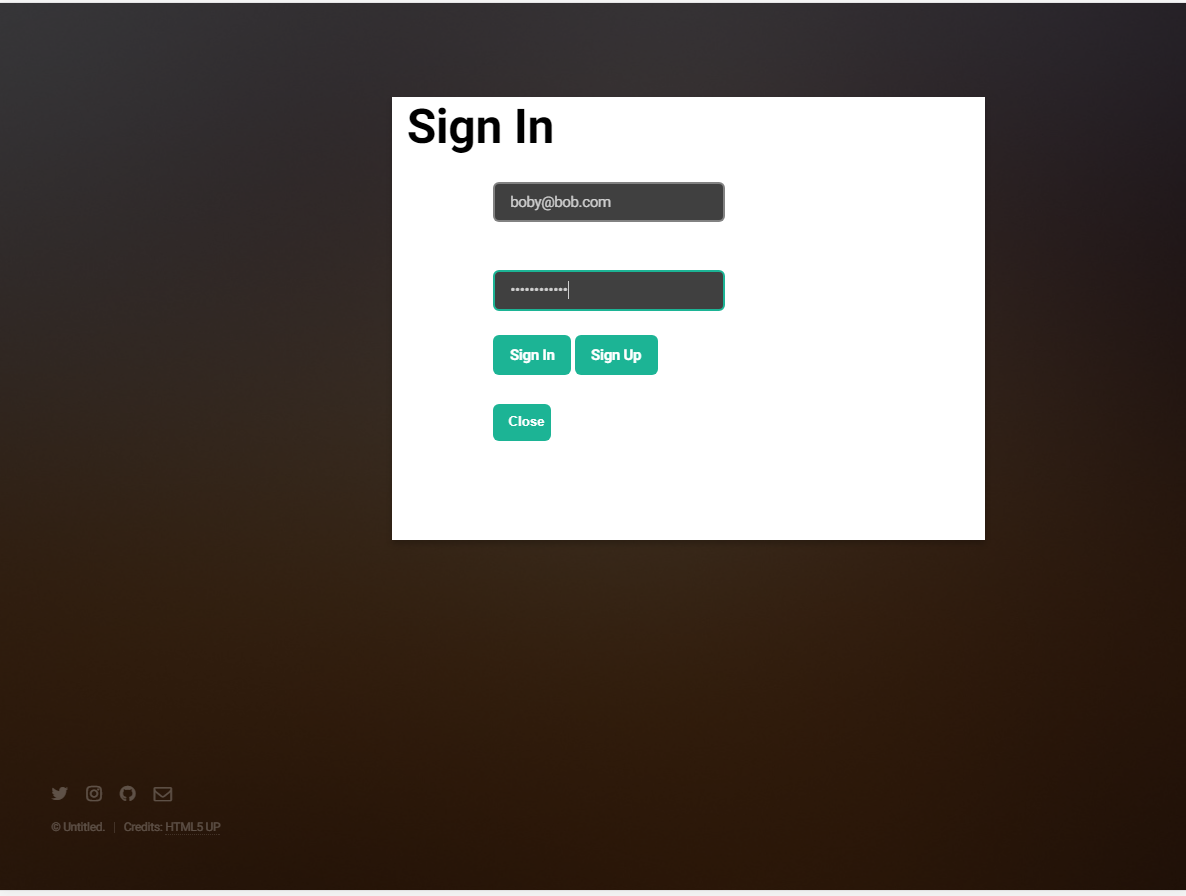 Sign In
boby@bob.com
••••••••••••
Sign In Sign Up
Close
© Untitled. | Credits: HTML5 UP